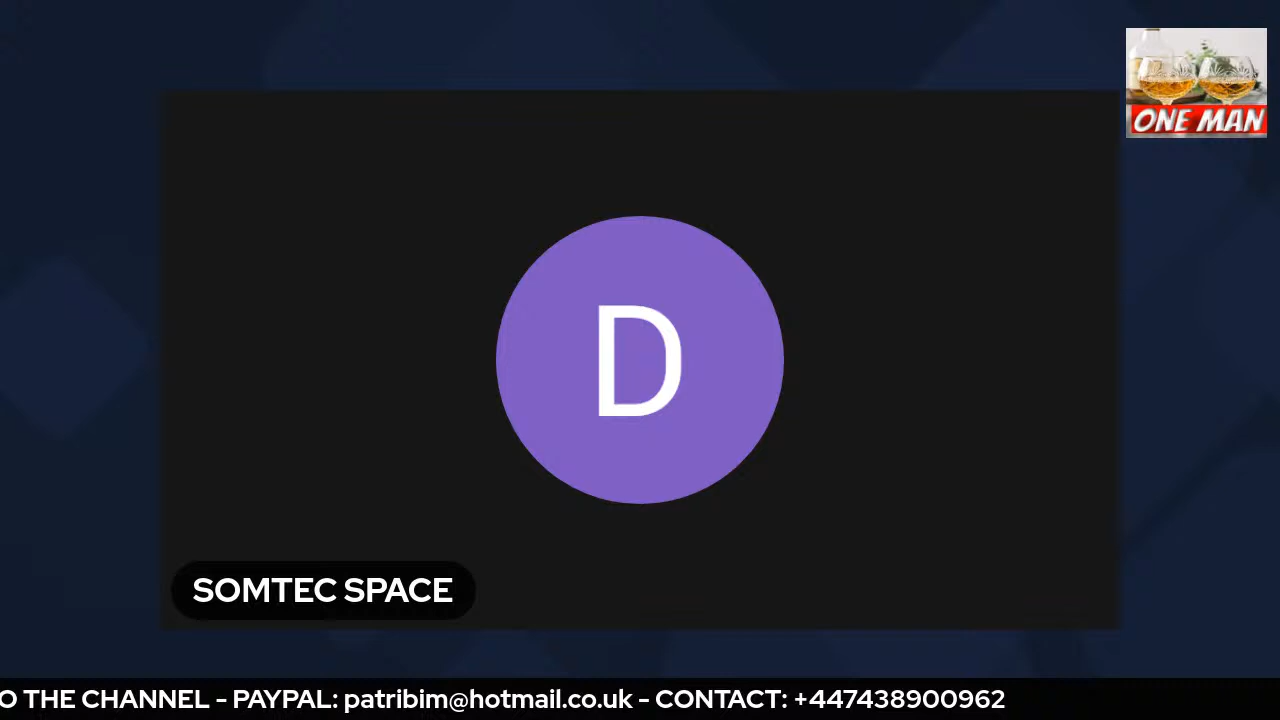 ONE MAN
D
SOMTEC SPACE
O THE CHANNEL - PAYPAL: patribim@hotmail.co.uk - CONTACT: +447438900962